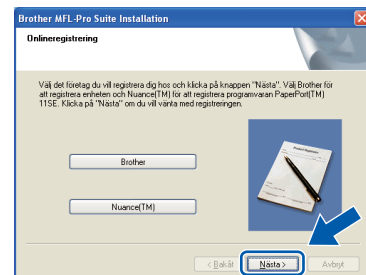 Brother MFL-Pro Suite Installation
Onlineregistrering
Välj det företag du vill registrera dig hos och klicka på knappen "Nästa". Välj Brother för
att registrera enheten och Nuance(TM) för att registrera programvaran PaperPort(TM)
11SE. Klicka på "Nästa" om du vill vänta med registreringen.
Brother
Nuance(TM)
< Bakåt
Nästa >
Avbryt